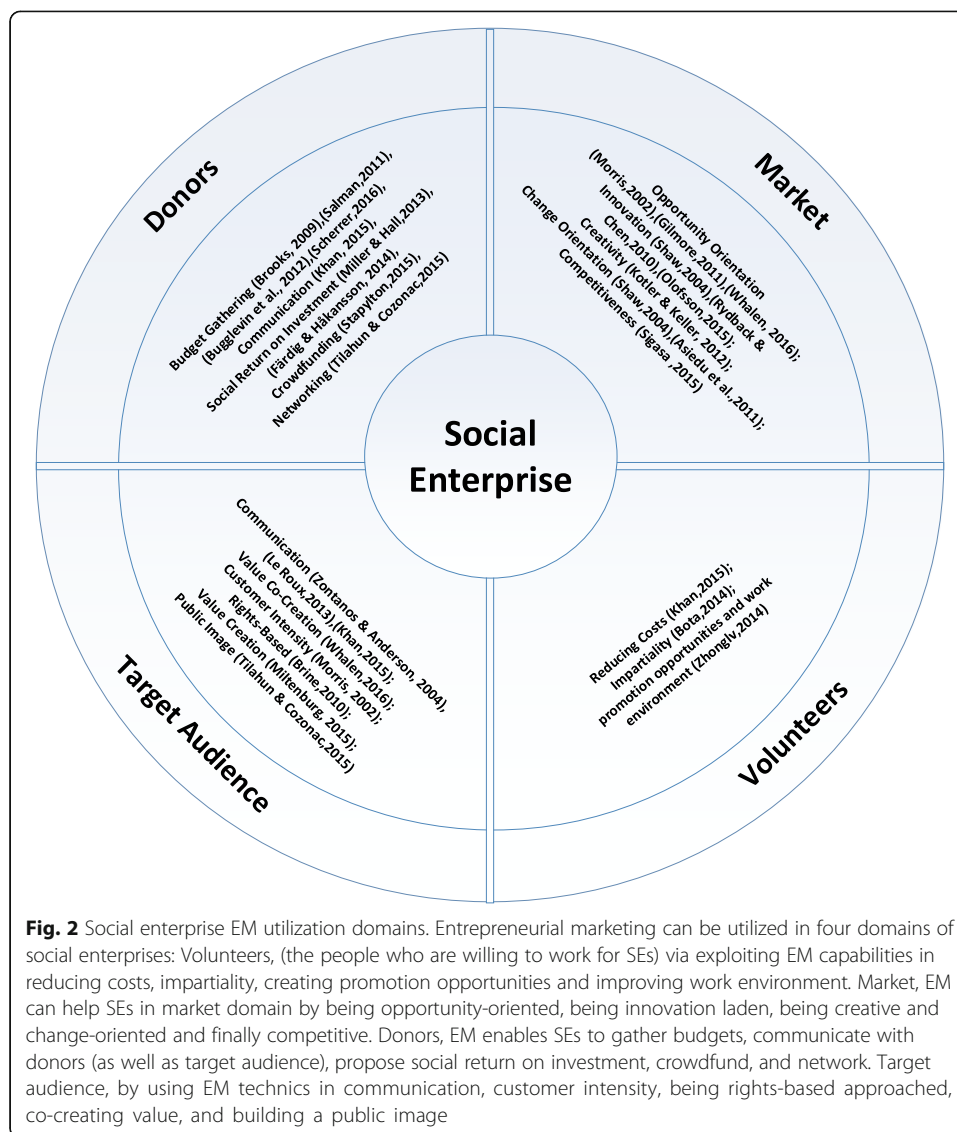 Donors
Budget Gathering (Brooks, 2009),(Salman,2011),
(Bugglevin et al., 2012),(Scherrer,2016),
Communication (Khan, 2015),
Social Return on Investment (Miller & Hall,2013),
(Färdig & Håkansson, 2014),
Crowdfunding (Stapylton,2015),
Networking (Tilahun & Cozonac,2015)
Market
Opportunity Orientation
(Morris,2002),(Gilmore,2011),(Whalen, 2016);
Innovation (Shaw,2004),(Rydback &
Chen,2010),(Olofsson,2015);
Creativity (Kotler & Keller, 2012);
Change Orientation (Shaw,2004),(Asiedu et al.,2011);
Competitiveness (Sigasa ,2015)
Social
Enterprise
Target Audience
Communication (Zontanos & Anderson, 2004),
(Le Roux,2013),(Khan,2015);
Value Co-Creation (Whalen,2016);
Customer Intensity (Morris, 2002);
Rights-Based (Brine,2010);
Value Creation (Miltenburg, 2015);
Public Image (Tilahun & Cozonac,2015)
Volunteers
Reducing Costs (Khan,2015);
Impartiality (Bota,2014);
promotion opportunities and work
environment (Zhonglv,2014)
Fig. 2 Social enterprise EM utilization domains. Entrepreneurial marketing can be utilized in four domains of
social enterprises: Volunteers, (the people who are willing to work for SEs) via exploiting EM capabilities in
reducing costs, impartiality, creating promotion opportunities and improving work environment. Market, EM
can help SEs in market domain by being opportunity-oriented, being innovation laden, being creative and
change-oriented and finally competitive. Donors, EM enables SEs to gather budgets, communicate with
donors (as well as target audience), propose social return on investment, crowdfund, and network. Target
audience, by using EM technics in communication, customer intensity, being rights-based approached,
co-creating value, and building a public image